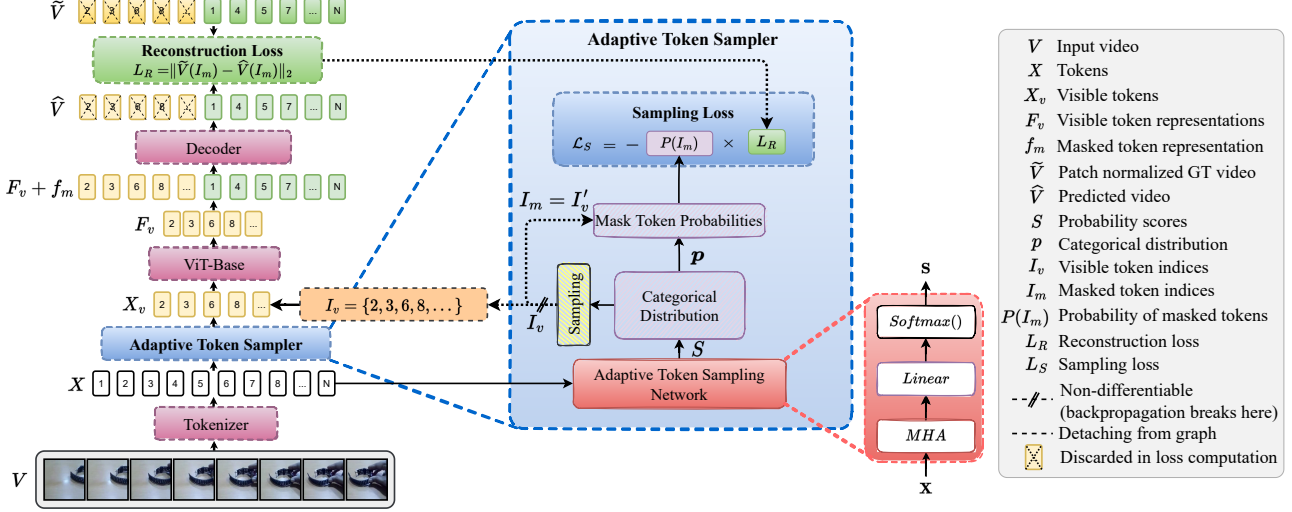 Ṽ 2 3 6 8 ... 1 4 5 7 ... N
Reconstruction Loss
L_R =‖Ṽ(I_m) − V̂(I_m)‖₂
V̂ 2 3 6 8 ... 1 4 5 7 ... N
Decoder
F_v + f_m 2 3 6 8 ... 1 4 5 7 ... N
F_v 2 3 6 8 ...
ViT-Base
X_v 2 3 6 8 ...
I_v = {2, 3, 6, 8, . . . }
Adaptive Token Sampler
X 1 2 3 4 5 6 7 8 ... N
Tokenizer
V
Adaptive Token Sampler
Sampling Loss
ℒ_S = − P(I_m) × L_R
I_m = I′_v
Mask Token Probabilities
p
Categorical
Distribution
Sampling
I_v
S
Adaptive Token Sampling
Network
s
Softmax()
Linear
MHA
x
V Input video
X Tokens
X_v Visible tokens
F_v Visible token representations
f_m Masked token representation
Ṽ Patch normalized GT video
V̂ Predicted video
S Probability scores
p Categorical distribution
I_v Visible token indices
I_m Masked token indices
P(I_m) Probability of masked tokens
L_R Reconstruction loss
L_S Sampling loss
Non-differentiable
(backpropagation breaks here)
Detaching from graph
Discarded in loss computation